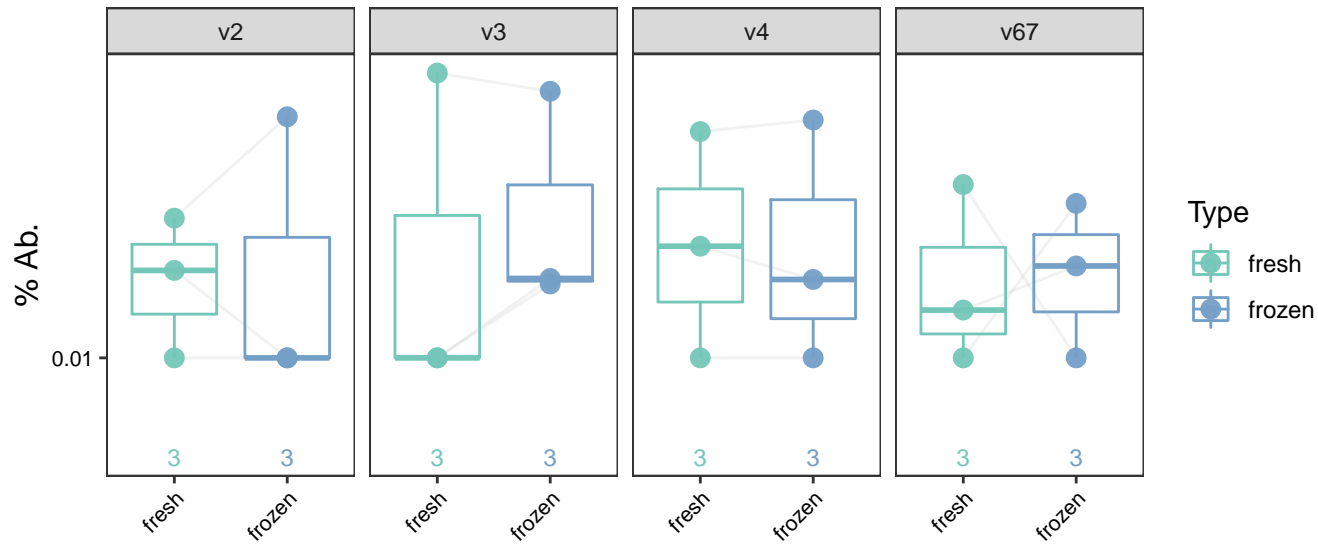 v2 v3 v4 v67
% Ab.
0.01
3 3 3 3 3 3 3 3
fresh frozen fresh frozen fresh frozen fresh frozen
Type
fresh
frozen